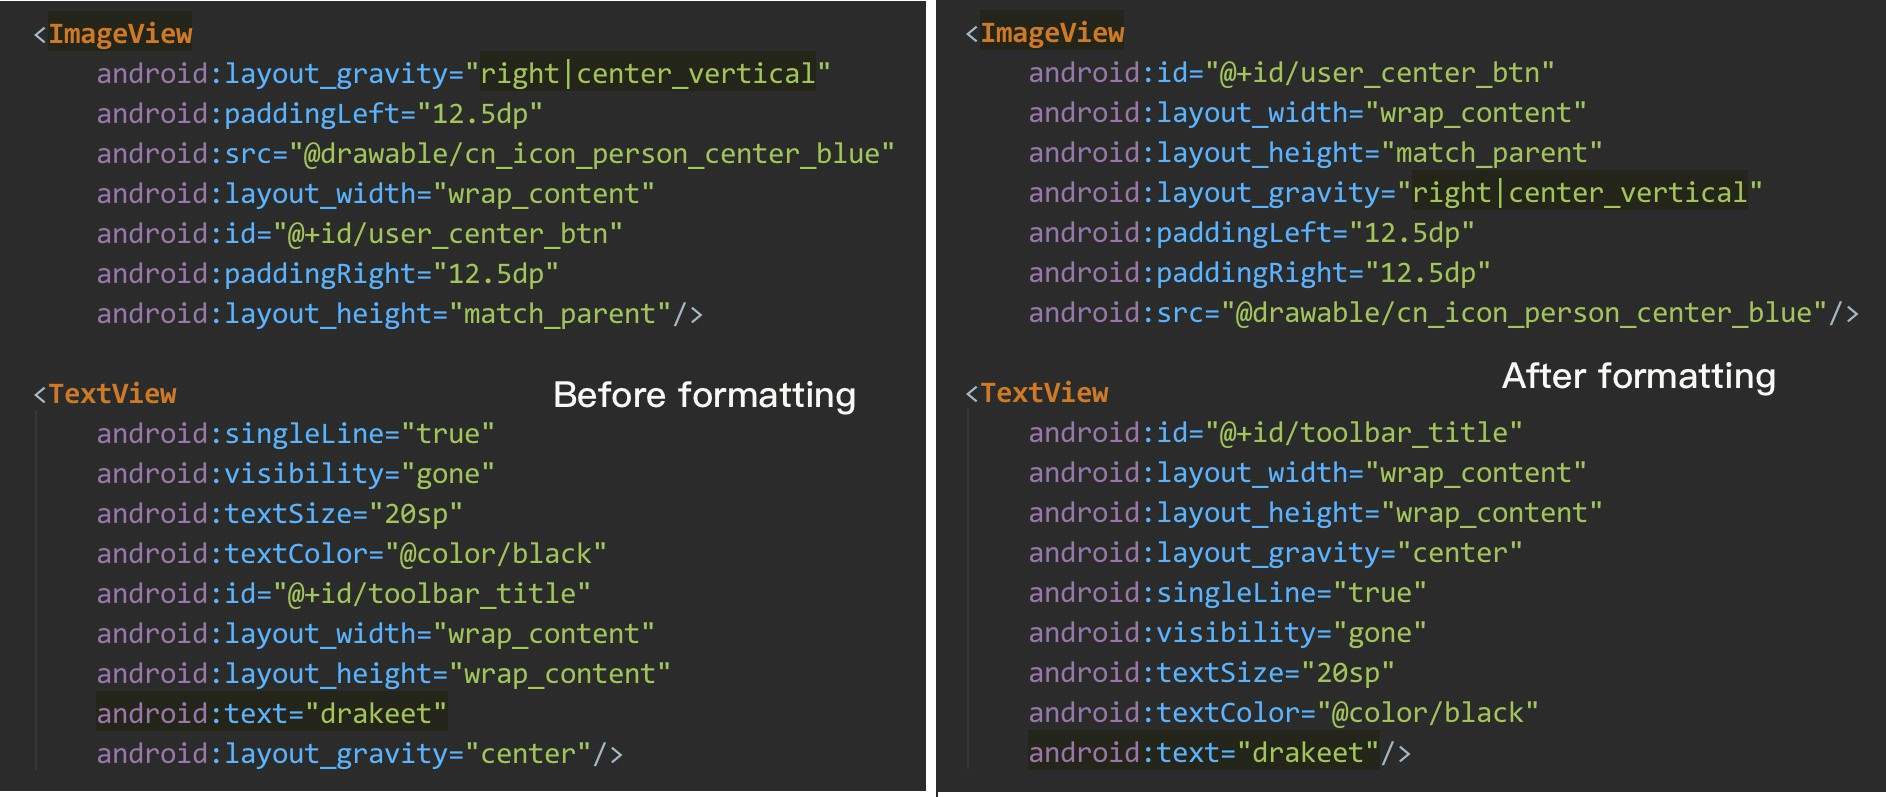 <ImageView
android:layout_gravity="right|center_vertical"
android:paddingLeft="12.5dp"
android:src="@drawable/cn_icon_person_center_blue"
android:layout_width="wrap_content"
android:id="@+id/user_center_btn"
android:paddingRight="12.5dp"
android:layout_height="match_parent"/>
<TextView
Before formatting
android:singleLine="true"
android:visibility="gone"
android:textSize="20sp"
android:textColor="@color/black"
android:id="@+id/toolbar_title"
android:layout_width="wrap_content"
android:layout_height="wrap_content"
android:text="drakeet"
android:layout_gravity="center"/>
<ImageView
android:id="@+id/user_center_btn"
android:layout_width="wrap_content"
android:layout_height="match_parent"
android:layout_gravity="right|center_vertical"
android:paddingLeft="12.5dp"
android:paddingRight="12.5dp"
android:src="@drawable/cn_icon_person_center_blue"/>
After formatting
<TextView
android:id="@+id/toolbar_title"
android:layout_width="wrap_content"
android:layout_height="wrap_content"
android:layout_gravity="center"
android:singleLine="true"
android:visibility="gone"
android:textSize="20sp"
android:textColor="@color/black"
android:text="drakeet"/>